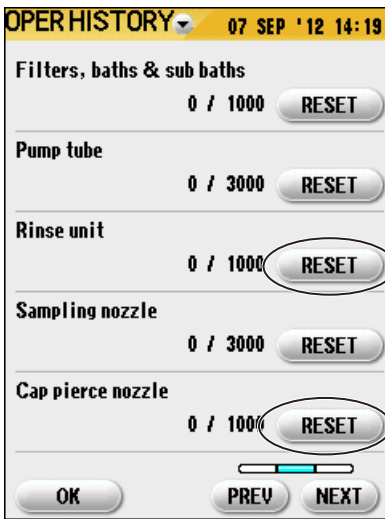 OPER HISTORY 07 SEP '12 14:19
Filters, baths & sub baths
0 / 1000 RESET
Pump tube
0 / 3000 RESET
Rinse unit
0 / 1000 RESET
Sampling nozzle
0 / 3000 RESET
Cap pierce nozzle
0 / 1000 RESET
OK PREV NEXT